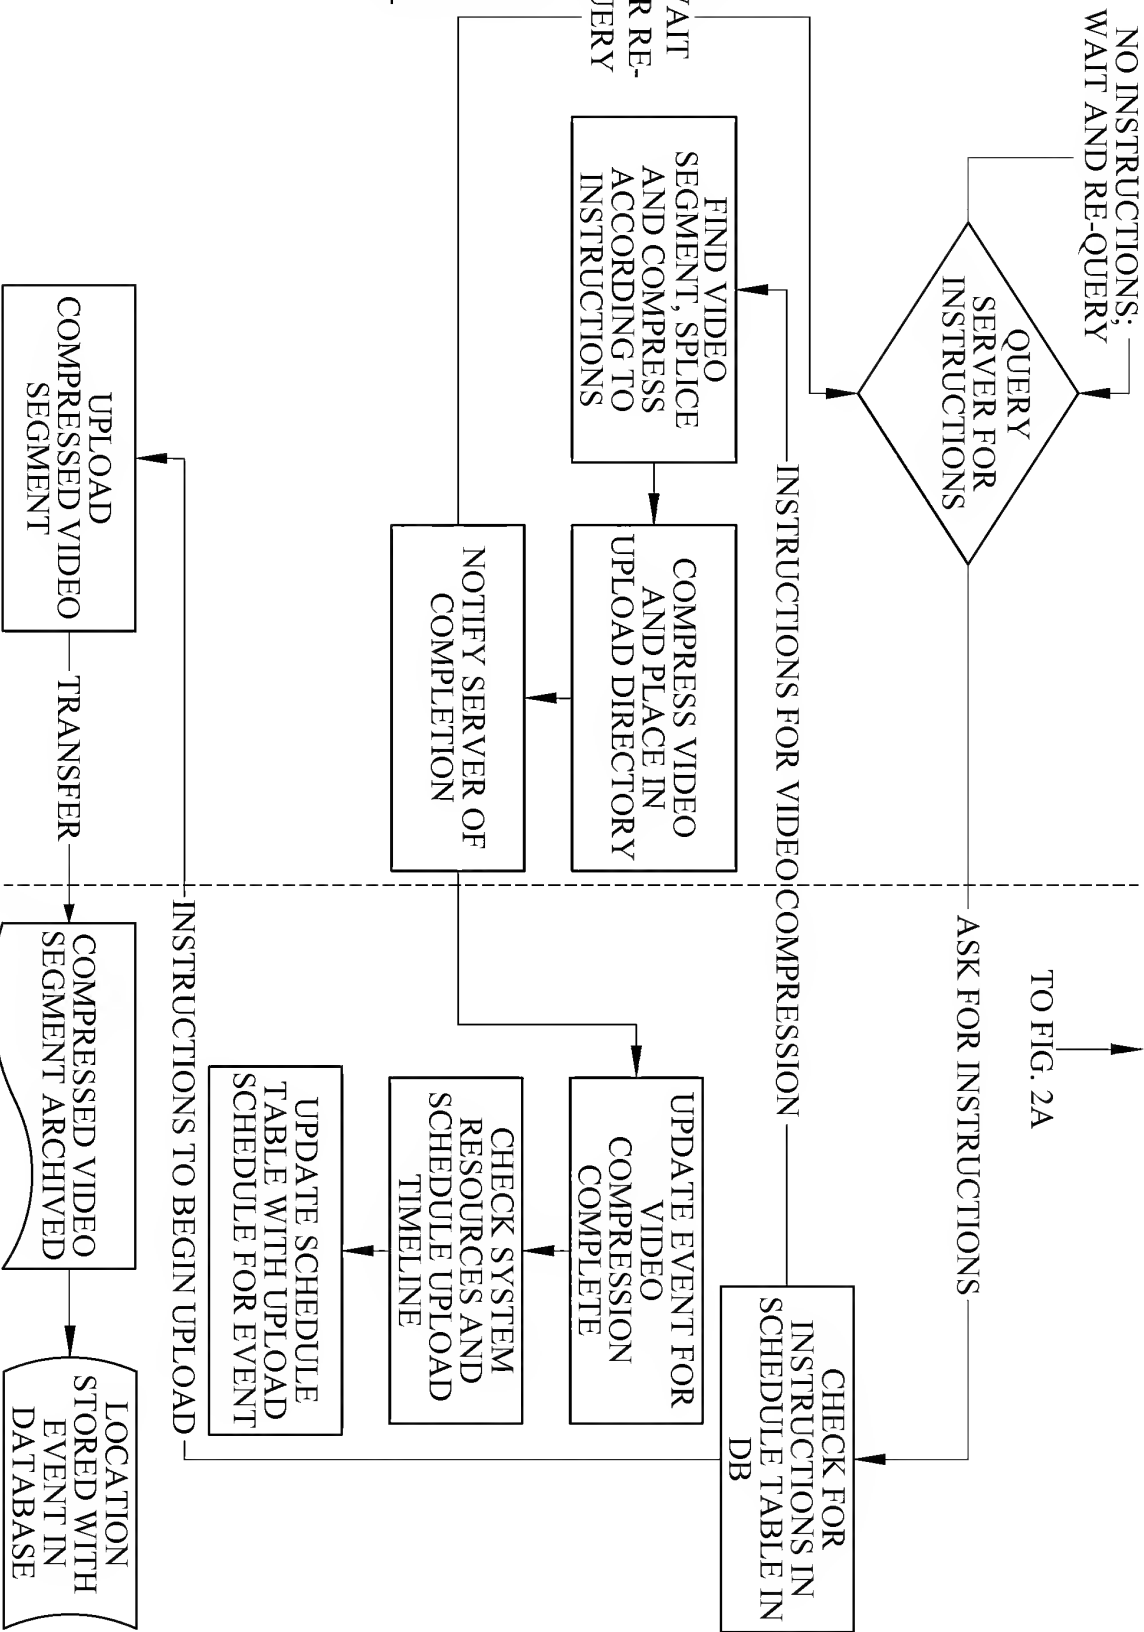 NO INSTRUCTIONS;
WAIT AND RE-QUERY
QUERY
SERVER FOR
INSTRUCTIONS
ASK FOR INSTRUCTIONS
TO FIG. 2A
CHECK FOR
INSTRUCTIONS IN
SCHEDULE TABLE IN
DB
INSTRUCTIONS FOR VIDEO COMPRESSION
FIND VIDEO
SEGMENT, SPLICE
AND COMPRESS
ACCORDING TO
INSTRUCTIONS
COMPRESS VIDEO
AND PLACE IN
UPLOAD DIRECTORY
UPDATE EVENT FOR
VIDEO
COMPRESSION
COMPLETE
NOTIFY SERVER OF
COMPLETION
CHECK SYSTEM
RESOURCES AND
SCHEDULE UPLOAD
TIMELINE
UPDATE SCHEDULE
TABLE WITH UPLOAD
SCHEDULE FOR EVENT
INSTRUCTIONS TO BEGIN UPLOAD
UPLOAD
COMPRESSED VIDEO
SEGMENT
TRANSFER
COMPRESSED VIDEO
SEGMENT ARCHIVED
LOCATION
STORED WITH
EVENT IN
DATABASE